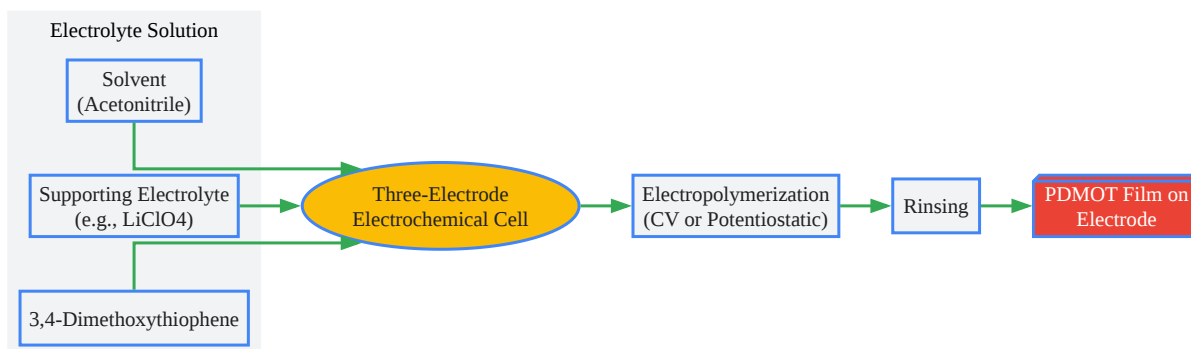 Electrolyte Solution
Solvent
(Acetonitrile)
Supporting Electrolyte
(e.g., LiClO4)
3,4-Dimethoxythiophene
Three-Electrode
Electrochemical Cell
Electropolymerization
(CV or Potentiostatic)
Rinsing
PDMOT Film on
Electrode